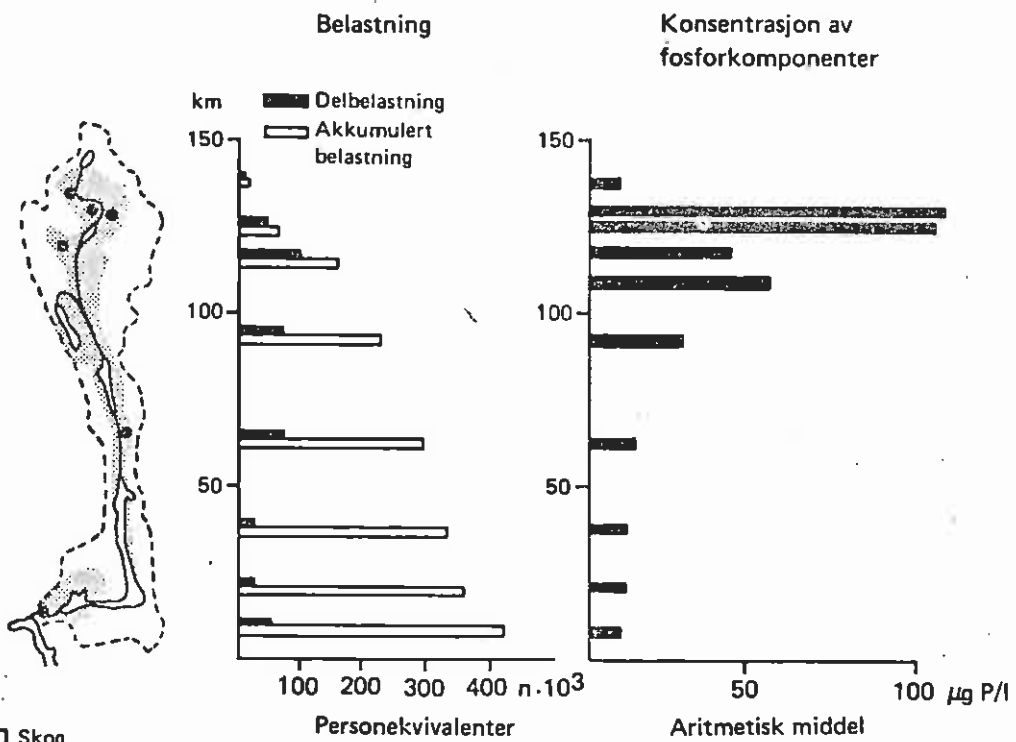 Belastning
Konsentrasjon av
fosforkomponenter
km
Delbelastning
Akkumulert
belastning
150
100
50
100 200 300 400 n·10³
Personekvivalenter
150
100
50
50 100 µg P/l
Aritmetisk middel
Skog